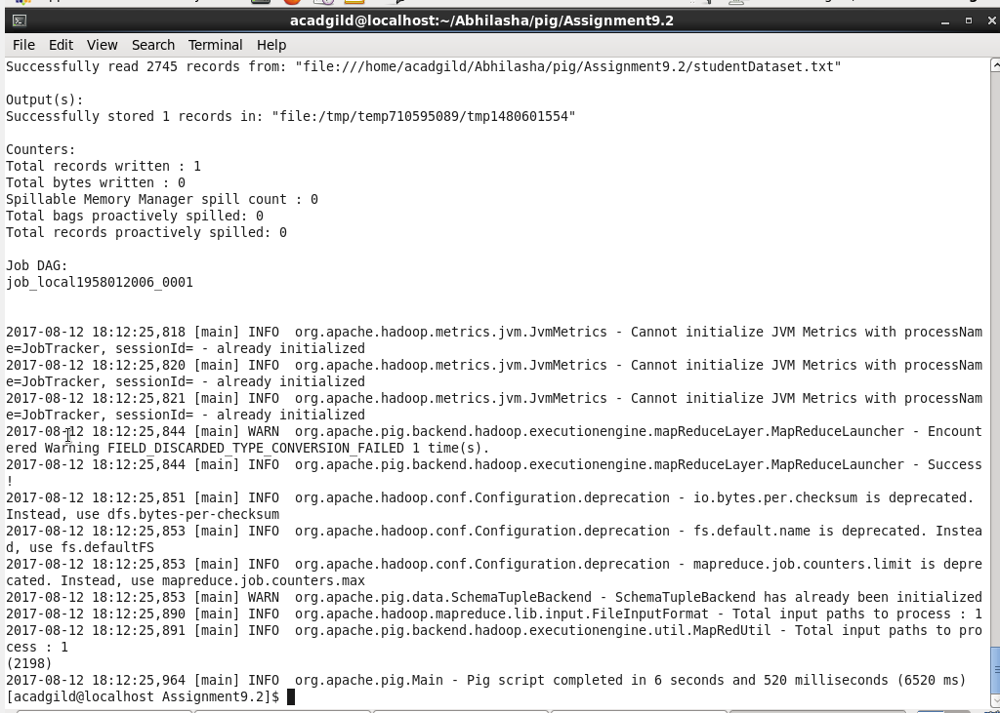 acadgild@localhost:~/Abhilasha/pig/Assignment9.2
File Edit View Search Terminal Help
Successfully read 2745 records from: "file:///home/acadgild/Abhilasha/pig/Assignment9.2/studentDataset.txt"
Output(s):
Successfully stored 1 records in: "file:/tmp/temp710595089/tmp1480601554"
Counters:
Total records written : 1
Total bytes written : 0
Spillable Memory Manager spill count : 0
Total bags proactively spilled: 0
Total records proactively spilled: 0
Job DAG:
job_local1958012006_0001
2017-08-12 18:12:25,818 [main] INFO  org.apache.hadoop.metrics.jvm.JvmMetrics - Cannot initialize JVM Metrics with processNam
e=JobTracker, sessionId= - already initialized
2017-08-12 18:12:25,820 [main] INFO  org.apache.hadoop.metrics.jvm.JvmMetrics - Cannot initialize JVM Metrics with processNam
e=JobTracker, sessionId= - already initialized
2017-08-12 18:12:25,821 [main] INFO  org.apache.hadoop.metrics.jvm.JvmMetrics - Cannot initialize JVM Metrics with processNam
e=JobTracker, sessionId= - already initialized
2017-08-12 18:12:25,844 [main] WARN  org.apache.pig.backend.hadoop.executionengine.mapReduceLayer.MapReduceLauncher - Encount
ered Warning FIELD_DISCARDED_TYPE_CONVERSION_FAILED 1 time(s).
2017-08-12 18:12:25,844 [main] INFO  org.apache.pig.backend.hadoop.executionengine.mapReduceLayer.MapReduceLauncher - Success
!
2017-08-12 18:12:25,851 [main] INFO  org.apache.hadoop.conf.Configuration.deprecation - io.bytes.per.checksum is deprecated.
Instead, use dfs.bytes-per-checksum
2017-08-12 18:12:25,853 [main] INFO  org.apache.hadoop.conf.Configuration.deprecation - fs.default.name is deprecated. Instea
d, use fs.defaultFS
2017-08-12 18:12:25,853 [main] INFO  org.apache.hadoop.conf.Configuration.deprecation - mapreduce.job.counters.limit is depre
cated. Instead, use mapreduce.job.counters.max
2017-08-12 18:12:25,853 [main] WARN  org.apache.pig.data.SchemaTupleBackend - SchemaTupleBackend has already been initialized
2017-08-12 18:12:25,890 [main] INFO  org.apache.hadoop.mapreduce.lib.input.FileInputFormat - Total input paths to process : 1
2017-08-12 18:12:25,891 [main] INFO  org.apache.pig.backend.hadoop.executionengine.util.MapRedUtil - Total input paths to pro
cess : 1
(2198)
2017-08-12 18:12:25,964 [main] INFO  org.apache.pig.Main - Pig script completed in 6 seconds and 520 milliseconds (6520 ms)
[acadgild@localhost Assignment9.2]$